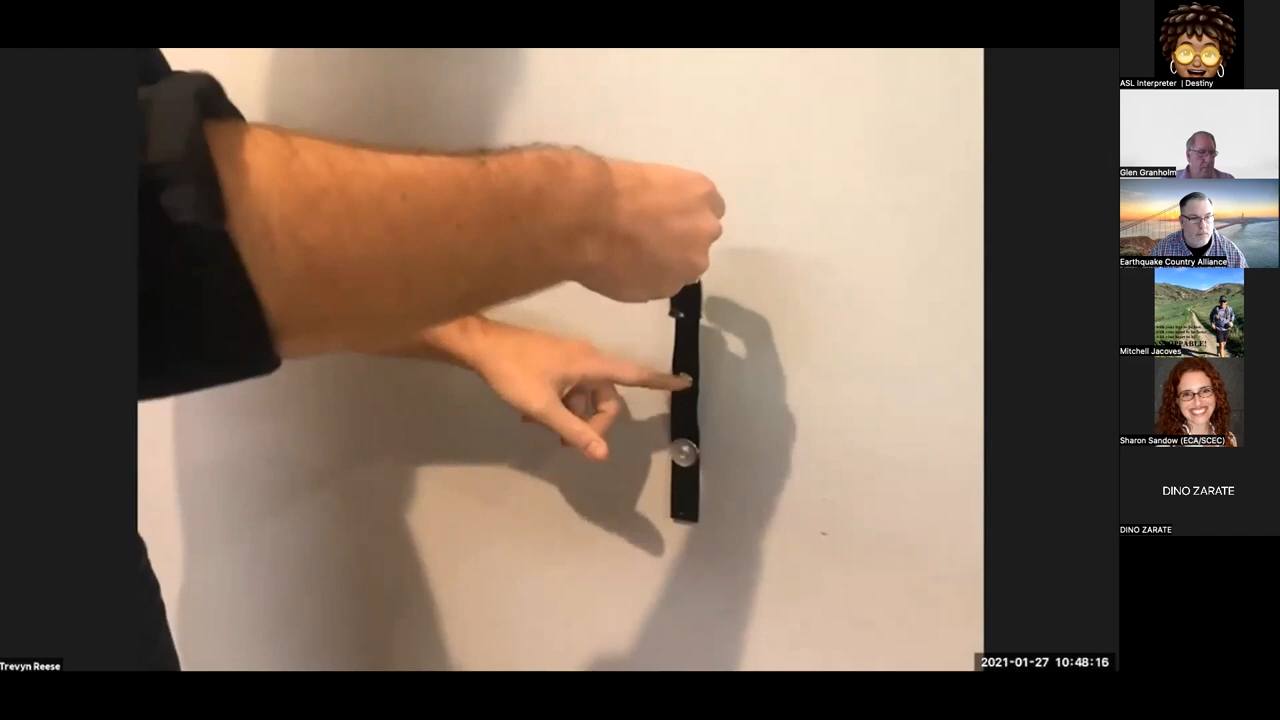 ASL Interpreter | Destiny
Glen Granholm
Earthquake Country Alliance
Mitchell Jacoves
Sharon Sandow (ECA/SCEC)
DINO ZARATE
DINO ZARATE
Trevyn Reese
2021-01-27 10:48:16